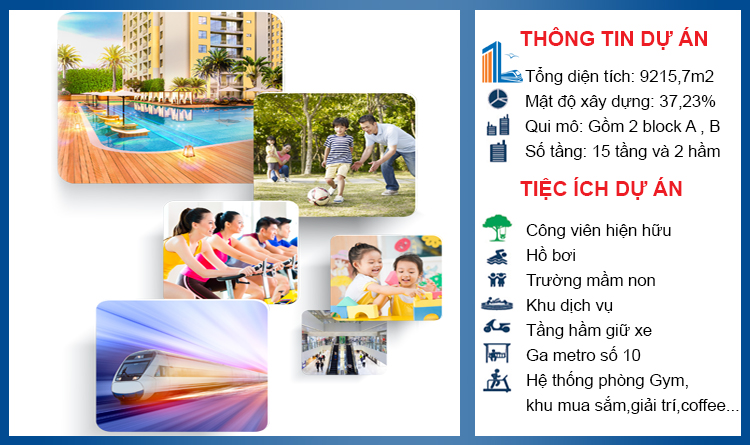 THÔNG TIN DỰ ÁN
Tổng diện tích: 9215,7m2
Mật độ xây dựng: 37,23%
Qui mô: Gồm 2 block A , B
Số tầng: 15 tầng và 2 hầm
TIỆC ÍCH DỰ ÁN
Công viên hiện hữu
Hồ bơi
Trường mầm non
Khu dịch vụ
Tầng hầm giữ xe
Ga metro số 10
Hệ thống phòng Gym,
khu mua sắm,giải trí,coffee...